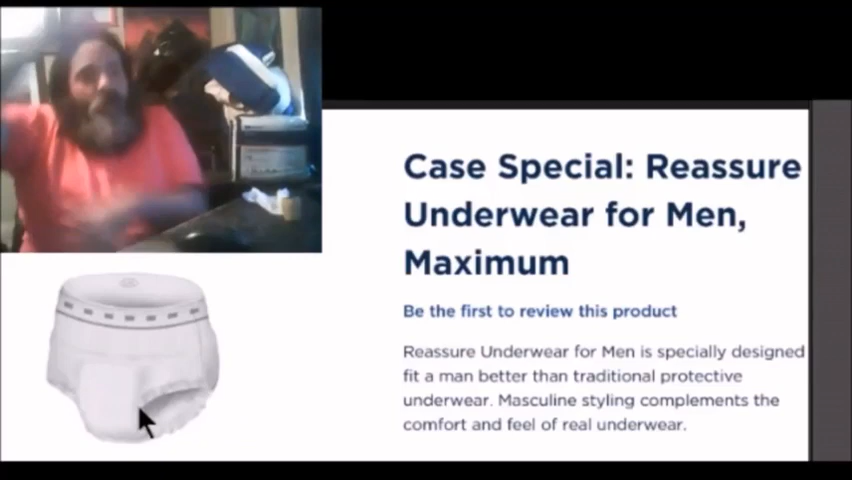 Case Special: Reassure
Underwear for Men,
Maximum
Be the first to review this product
Reassure Underwear for Men is specially designed
fit a man better than traditional protective
underwear. Masculine styling complements the
comfort and feel of real underwear.